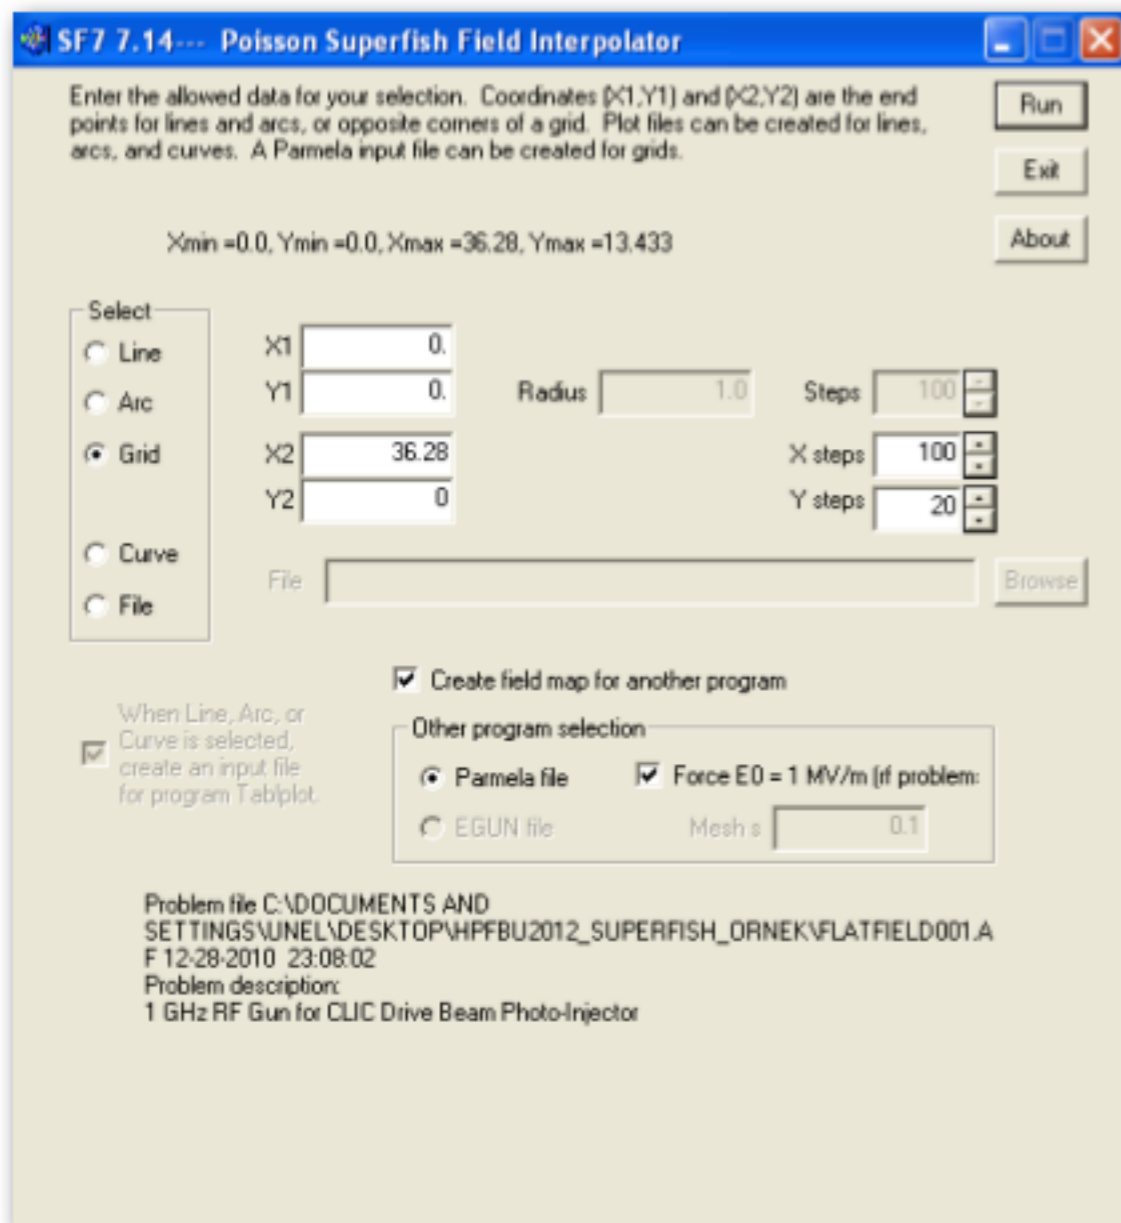 SF7 7.14--- Poisson Superfish Field Interpolator
Enter the allowed data for your selection. Coordinates (X1,Y1) and (X2,Y2) are the end
points for lines and arcs, or opposite corners of a grid. Plot files can be created for lines,
arcs, and curves. A Parmela input file can be created for grids.
Run
Exit
About
Xmin =0.0, Ymin =0.0, Xmax =36.28, Ymax =13.433
Select
Line
Arc
Grid
Curve
File
X1 0.
Y1 0.
X2 36.28
Y2 0
Radius 1.0
Steps 100
X steps 100
Y steps 20
File
Browse
Create field map for another program
When Line, Arc, or
Curve is selected,
create an input file
for program Tablplot.
Other program selection
Parmela file
Force E0 = 1 MV/m (rf problem:
EGUN file
Mesh s 0.1
Problem file C:\DOCUMENTS AND
SETTINGS\UNEL\DESKTOP\HPFBU2012_SUPERFISH_ORNEK\FLATFIELD001.A
F 12-28-2010 23:08:02
Problem description:
1 GHz RF Gun for CLIC Drive Beam Photo-Injector